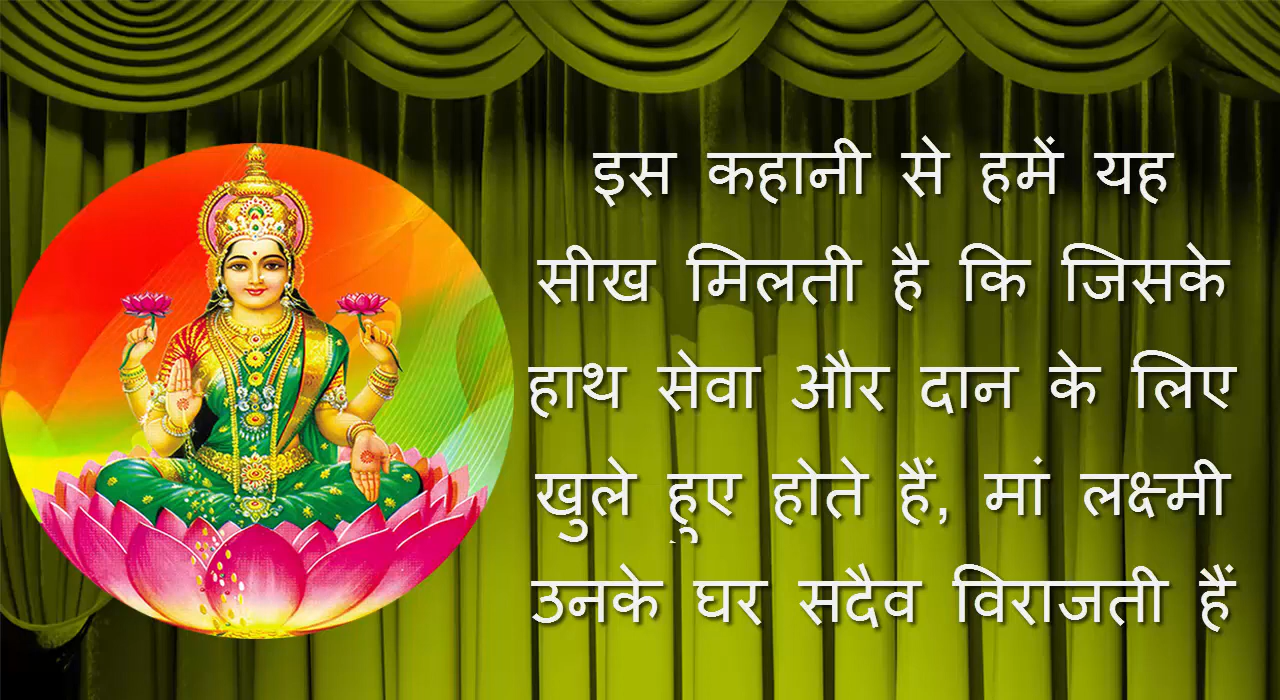 इस कहानी से हमें यह
सीख मिलती है कि जिसके
हाथ सेवा और दान के लिए
खुले हुए होते हैं, मां लक्ष्मी
उनके घर सदैव विराजती हैं